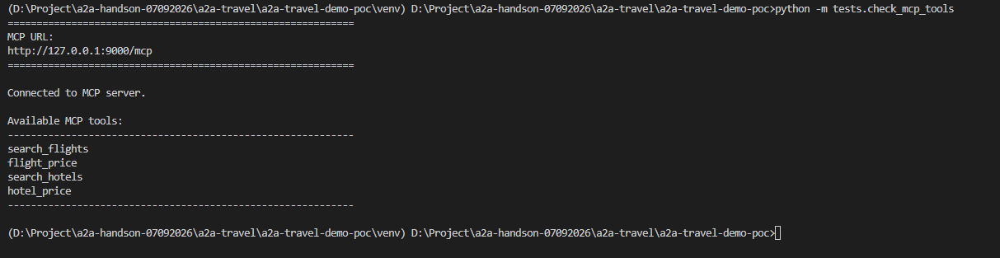 (D:\Project\a2a-handson-07092026\a2a-travel\a2a-travel-demo-poc\venv) D:\Project\a2a-handson-07092026\a2a-travel\a2a-travel-demo-poc>python -m tests.check_mcp_tools
============================================================
MCP URL:
http://127.0.0.1:9000/mcp
============================================================
Connected to MCP server.
Available MCP tools:
------------------------------------------------------------
search_flights
flight_price
search_hotels
hotel_price
------------------------------------------------------------
(D:\Project\a2a-handson-07092026\a2a-travel\a2a-travel-demo-poc\venv) D:\Project\a2a-handson-07092026\a2a-travel\a2a-travel-demo-poc>